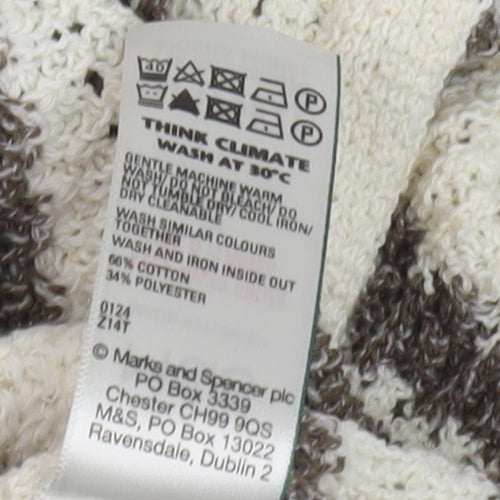 40 P
P
THINK CLIMATE
WASH AT 30°C
GENTLE MACHINE WARM
WASH/ DO NOT BLEACH/ DO
NOT TUMBLE DRY/ COOL IRON/
DRY CLEANABLE
WASH SIMILAR COLOURS
TOGETHER
WASH AND IRON INSIDE OUT
66% COTTON
34% POLYESTER
0124
Z14T
© Marks and Spencer plc
PO Box 3339
Chester CH99 9QS
M&S, PO Box 13022
Ravensdale, Dublin 2